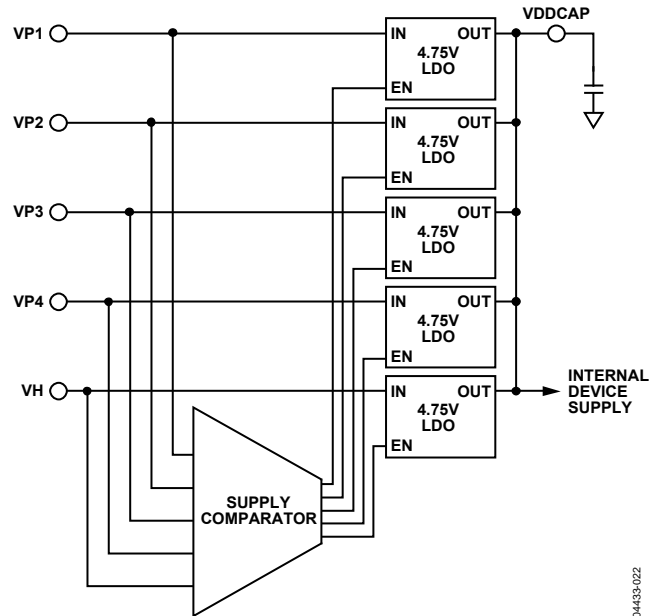 VP1
IN OUT
4.75V
LDO
EN
VDDCAP
VP2
IN OUT
4.75V
LDO
EN
VP3
IN OUT
4.75V
LDO
EN
VP4
IN OUT
4.75V
LDO
EN
VH
IN OUT
4.75V
LDO
EN
INTERNAL
DEVICE
SUPPLY
SUPPLY
COMPARATOR
04433-022